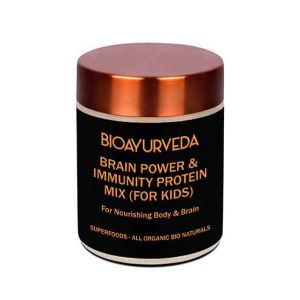 BIOAYURVEDA
BRAIN POWER &
IMMUNITY PROTEIN
MIX (FOR KIDS)
For Nourishing Body & Brain
SUPERFOODS - ALL ORGANIC BIO NATURALS